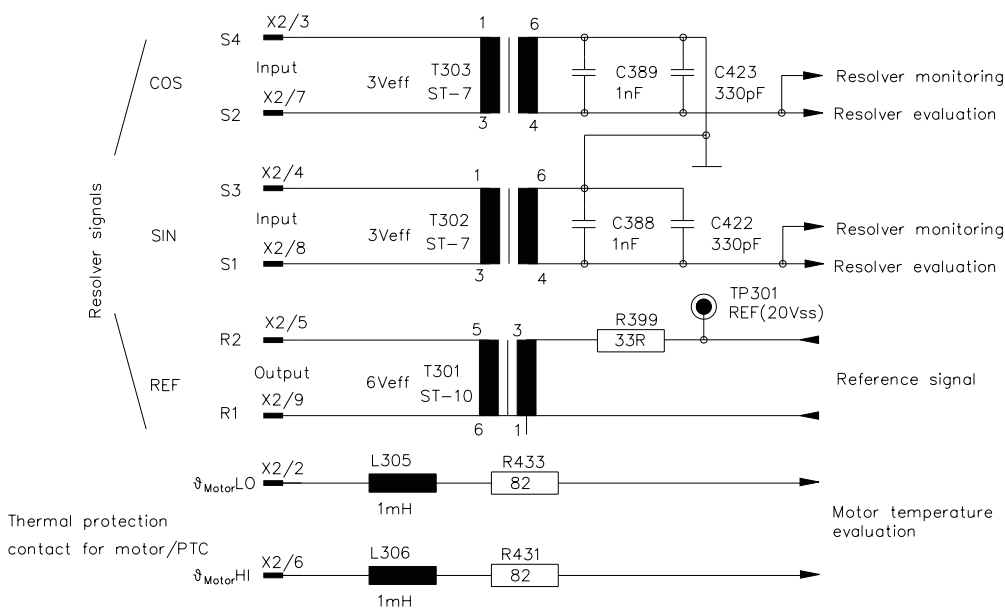 Resolver signals
COS
S4
X2/3
Input
X2/7
S2
3Veff
1
T303
ST-7
3
6
4
C389
1nF
C423
330pF
Resolver monitoring
Resolver evaluation
SIN
S3
X2/4
Input
X2/8
S1
3Veff
1
T302
ST-7
3
6
4
C388
1nF
C422
330pF
Resolver monitoring
Resolver evaluation
REF
R2
X2/5
Output
X2/9
R1
6Veff
5
T301
ST-10
6
3
1
R399
33R
TP301
REF(20Vss)
Reference signal
Thermal protection
contact for motor/PTC
ϑMotorLO
X2/2
L305
1mH
R433
82
ϑMotorHI
X2/6
L306
1mH
R431
82
Motor temperature
evaluation